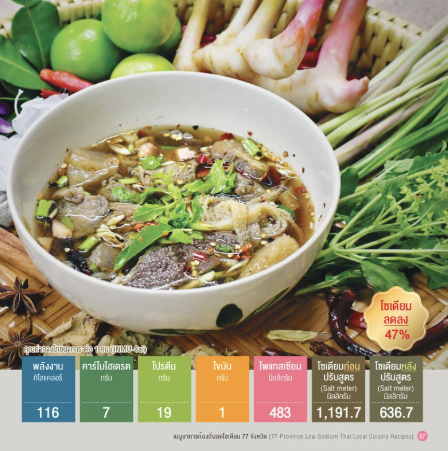 โซเดียม
ลดลง
47%
คุณค่าทางโภชนาการ ต่อ 1 คน (INMU-Cal)
พลังงาน
กิโลแคลอรี
116
คาร์โบไฮเดรต
กรัม
7
โปรตีน
กรัม
19
ไขมัน
กรัม
1
โพแทสเซียม
มิลลิกรัม
483
โซเดียมก่อน
ปรับสูตร
(Salt meter)
มิลลิกรัม
1,191.7
โซเดียมหลัง
ปรับสูตร
(Salt meter)
มิลลิกรัม
636.7
เมนูอาหารท้องถิ่นลดโซเดียม 77 จังหวัด (77-Province Low Sodium Thai Local Cuisine Recipes)